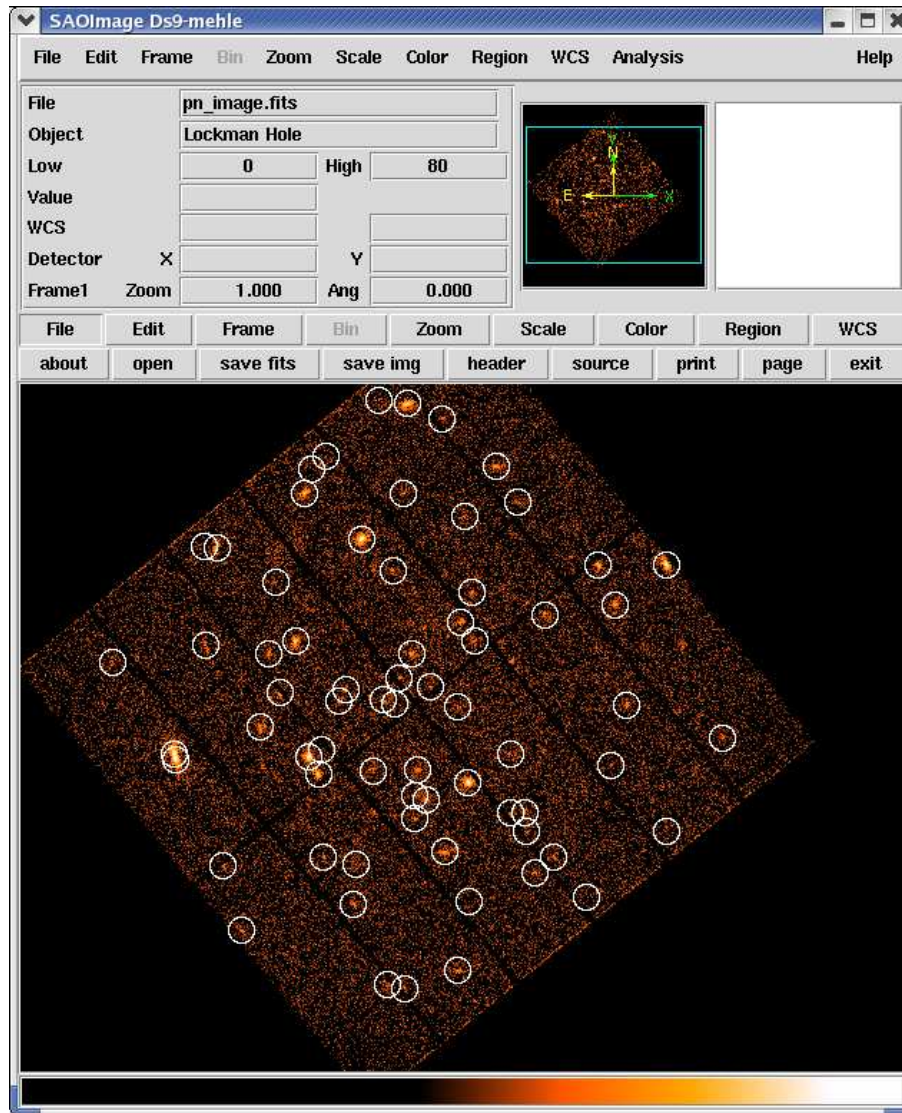 SAOImage Ds9-mehle
File Edit Frame Bin Zoom Scale Color Region WCS Analysis Help
File pn_image.fits
Object Lockman Hole
Low 0 High 80
Value
WCS
Detector X Y
Frame1 Zoom 1.000 Ang 0.000
Y
N
E X
File Edit Frame Bin Zoom Scale Color Region WCS
about open save fits save img header source print page exit